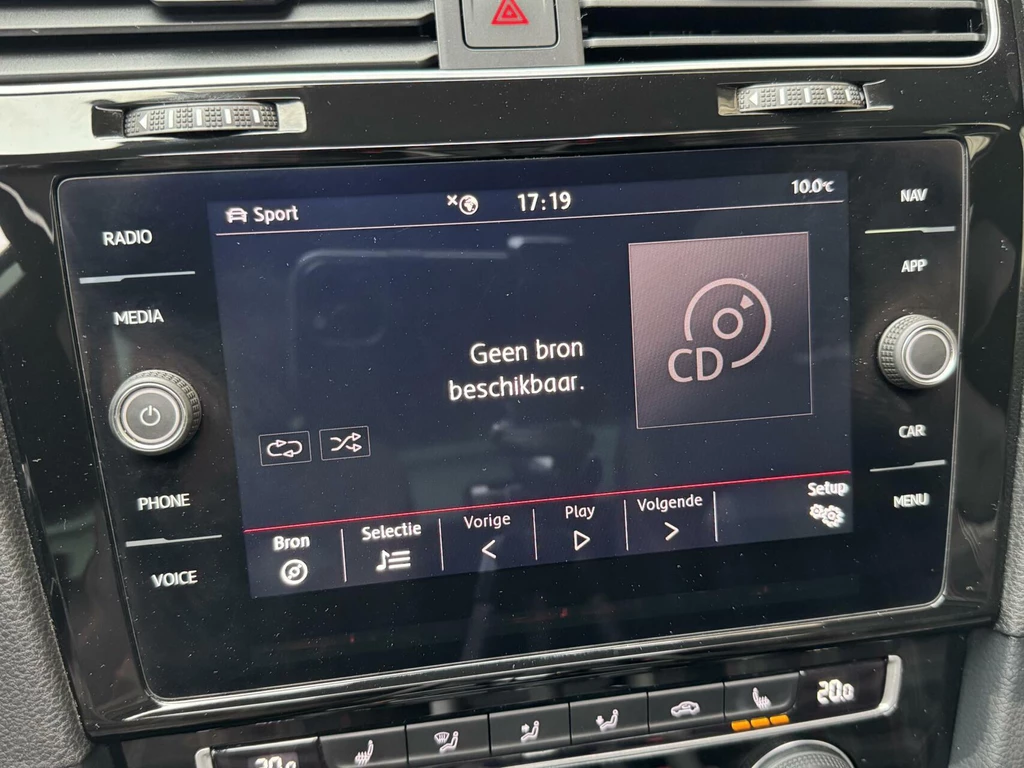 Sport
17:19
10.0°C
RADIO
MEDIA
PHONE
VOICE
Geen bron
beschikbaar.
CD
Bron
Selectie
Vorige
Play
Volgende
Setup
NAV
APP
CAR
MENU
20.0